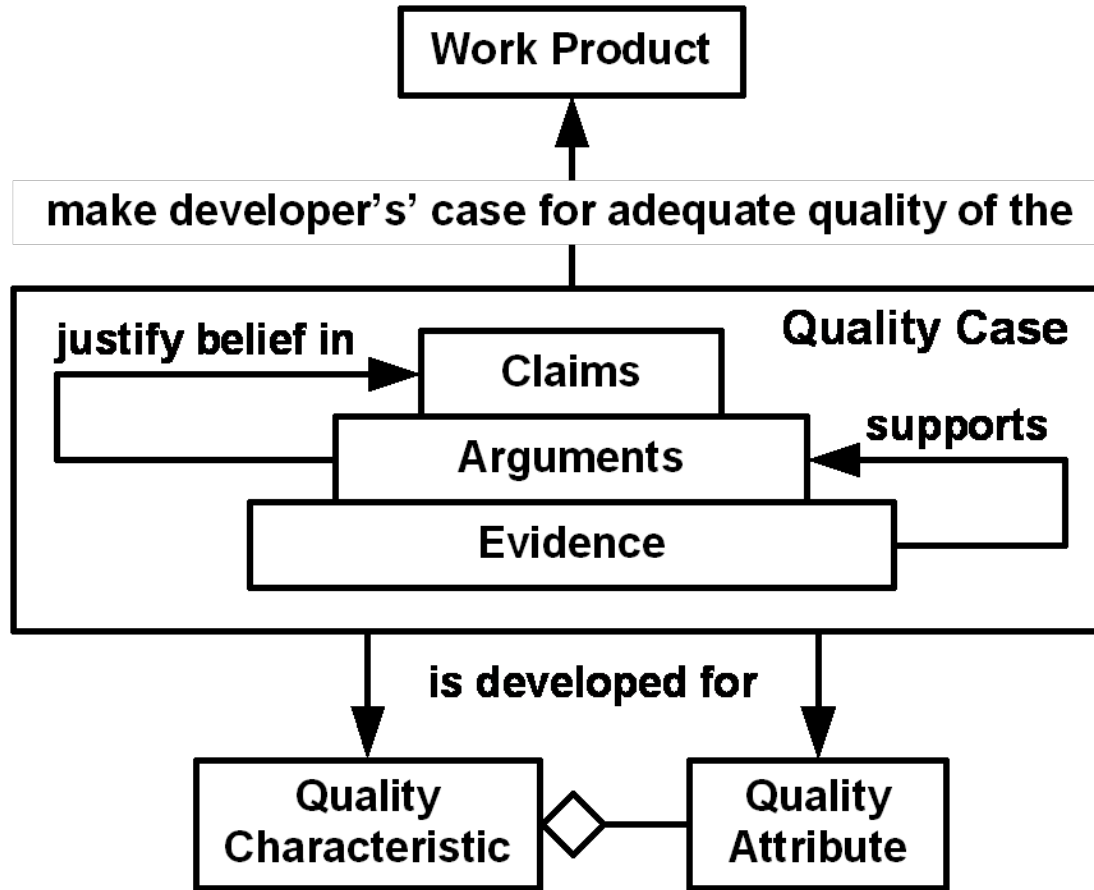 Work Product
make developer's' case for adequate quality of the
Quality Case
justify belief in
Claims
supports
Arguments
Evidence
is developed for
Quality
Characteristic
Quality
Attribute